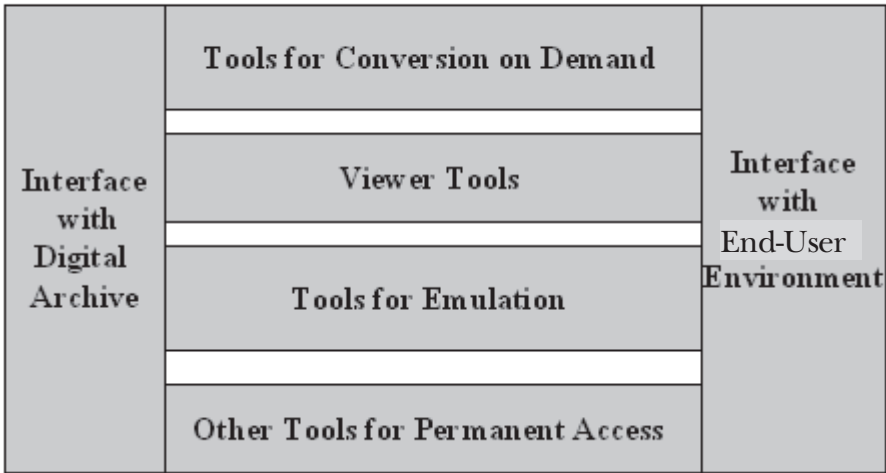 Interface
with
Digital
Archive
Tools for Conversion on Demand
Viewer Tools
Tools for Emulation
Other Tools for Permanent Access
Interface
with
End-User
Environment